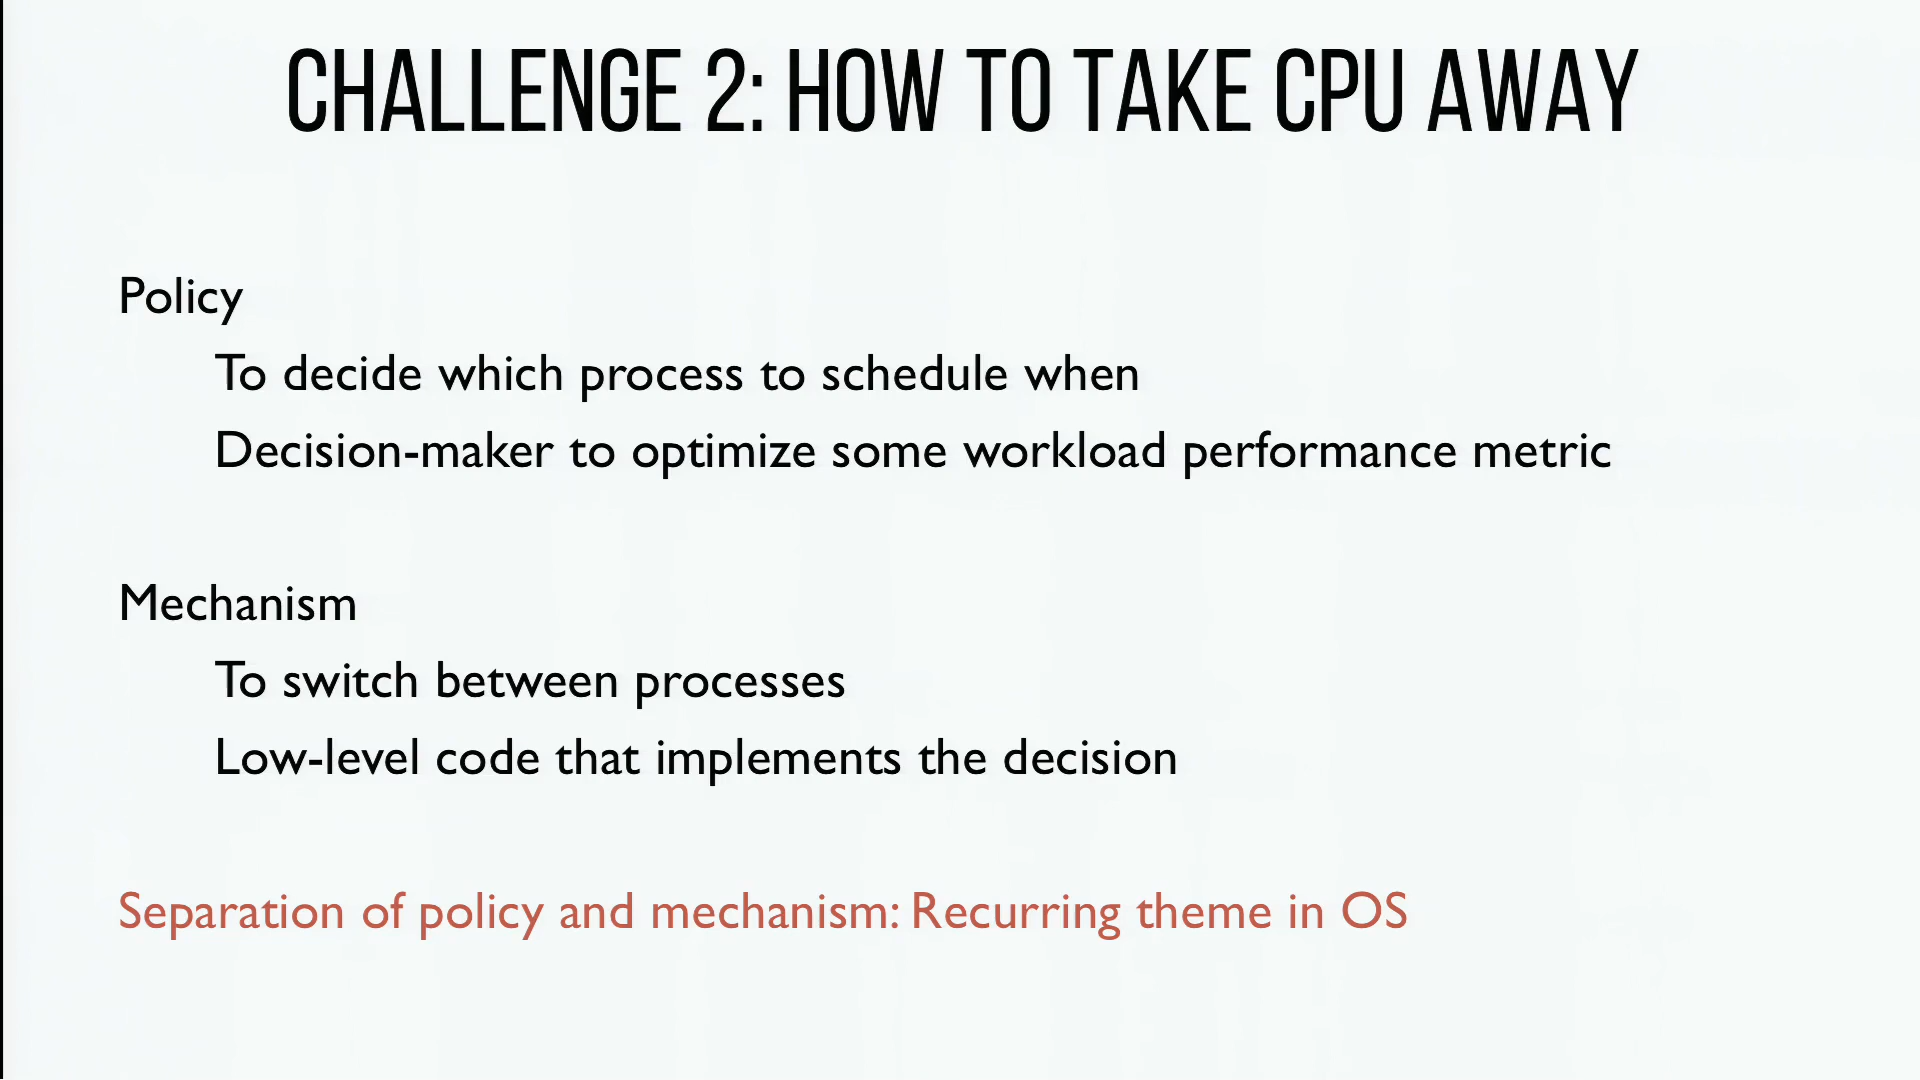 CHALLENGE 2: HOW TO TAKE CPU AWAY
Policy
To decide which process to schedule when
Decision-maker to optimize some workload performance metric
Mechanism
To switch between processes
Low-level code that implements the decision
Separation of policy and mechanism: Recurring theme in OS